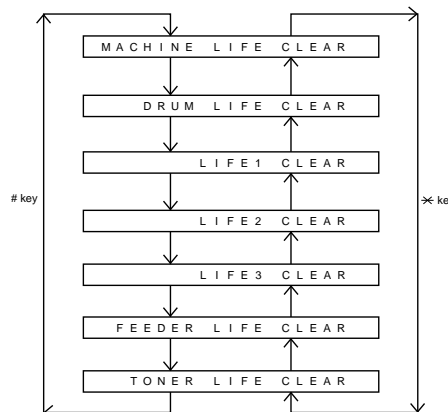 MACHINE LIFE CLEAR
DRUM LIFE CLEAR
LIFE1 CLEAR
# key
✳ ke
LIFE2 CLEAR
LIFE3 CLEAR
FEEDER LIFE CLEAR
TONER LIFE CLEAR